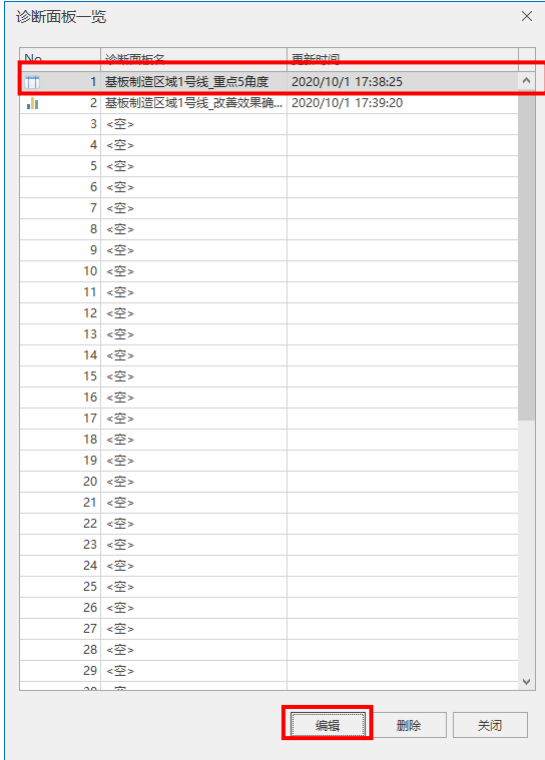 诊断面板一览
No 诊断面板名 更新时间
1 基板制造区域1号线_重点5角度 2020/10/1 17:38:25
2 基板制造区域1号线_改善效果确... 2020/10/1 17:39:20
3 <空>
4 <空>
5 <空>
6 <空>
7 <空>
8 <空>
9 <空>
10 <空>
11 <空>
12 <空>
13 <空>
14 <空>
15 <空>
16 <空>
17 <空>
18 <空>
19 <空>
20 <空>
21 <空>
22 <空>
23 <空>
24 <空>
25 <空>
26 <空>
27 <空>
28 <空>
29 <空>
编辑 删除 关闭